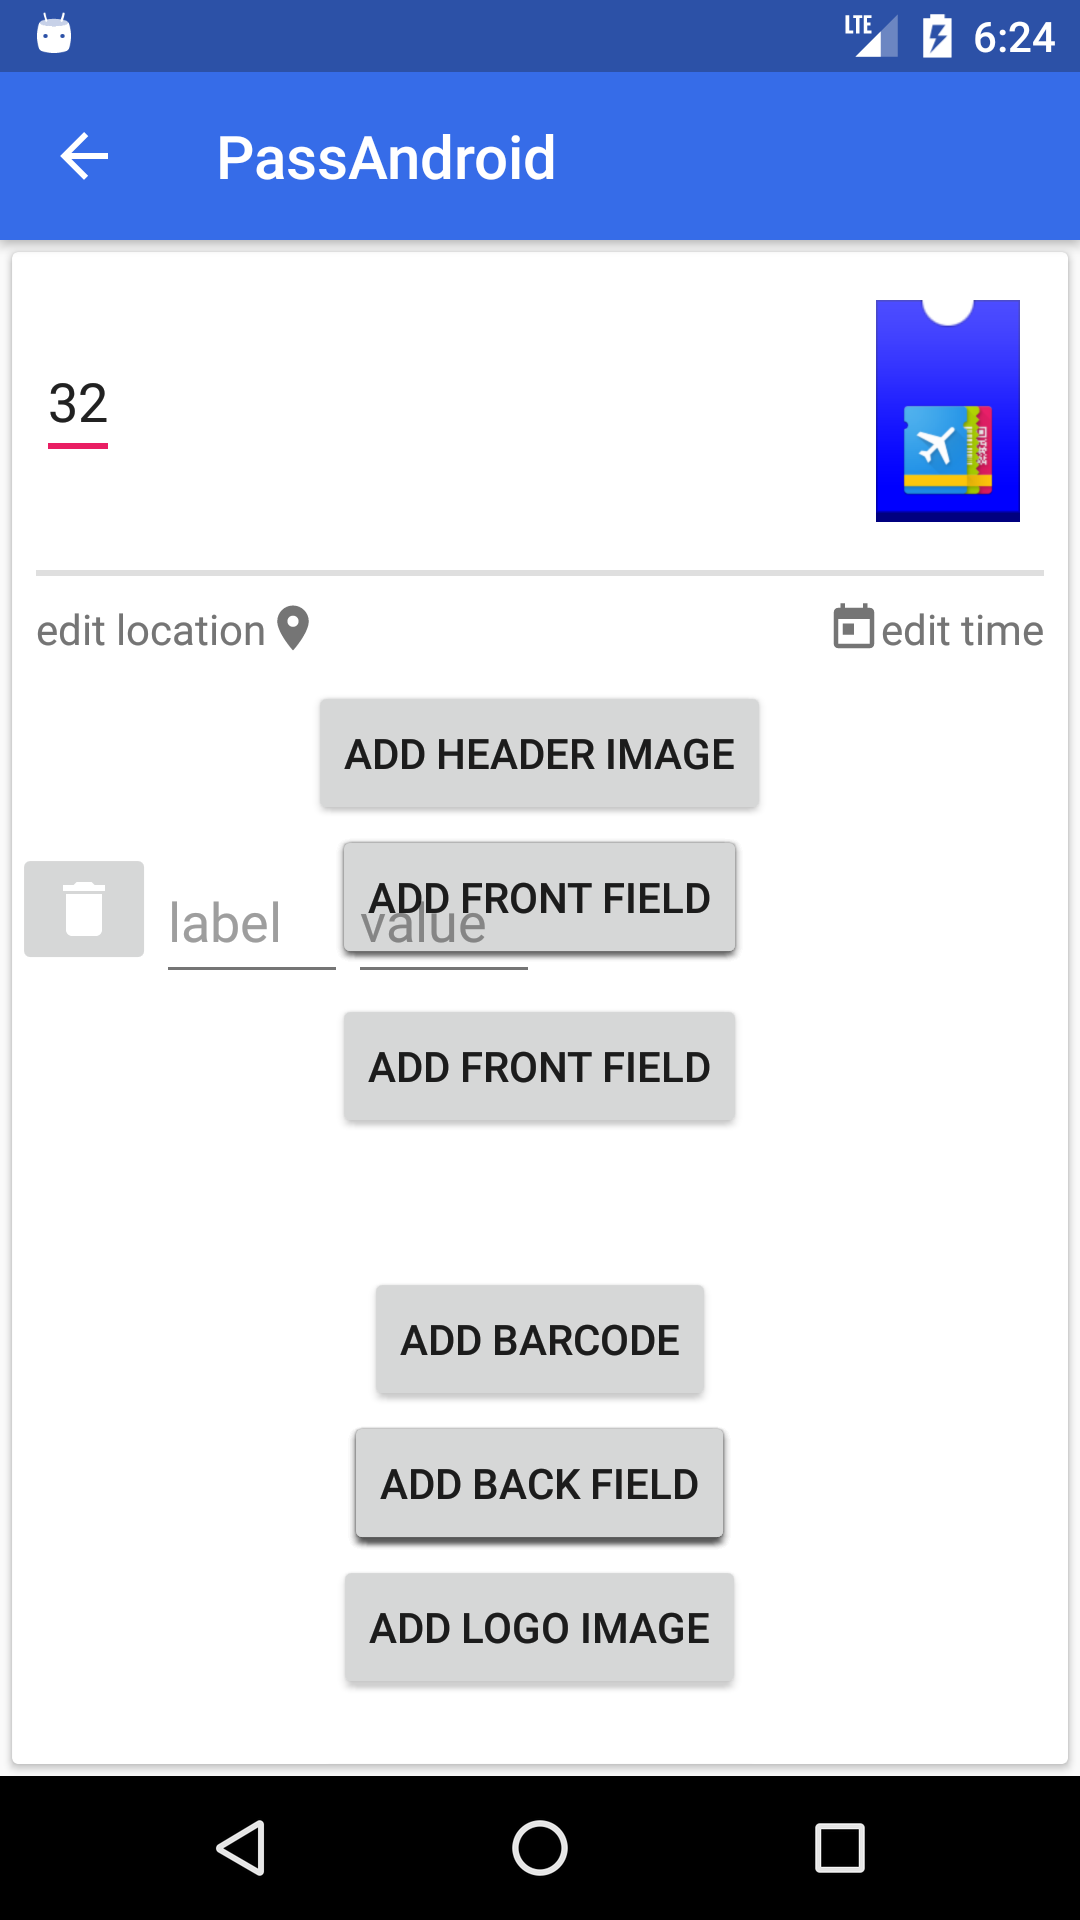 LTE 6:24
PassAndroid
32
edit location edit time
ADD HEADER IMAGE
ADD FRONT FIELD
label value
ADD FRONT FIELD
ADD BARCODE
ADD BACK FIELD
ADD LOGO IMAGE